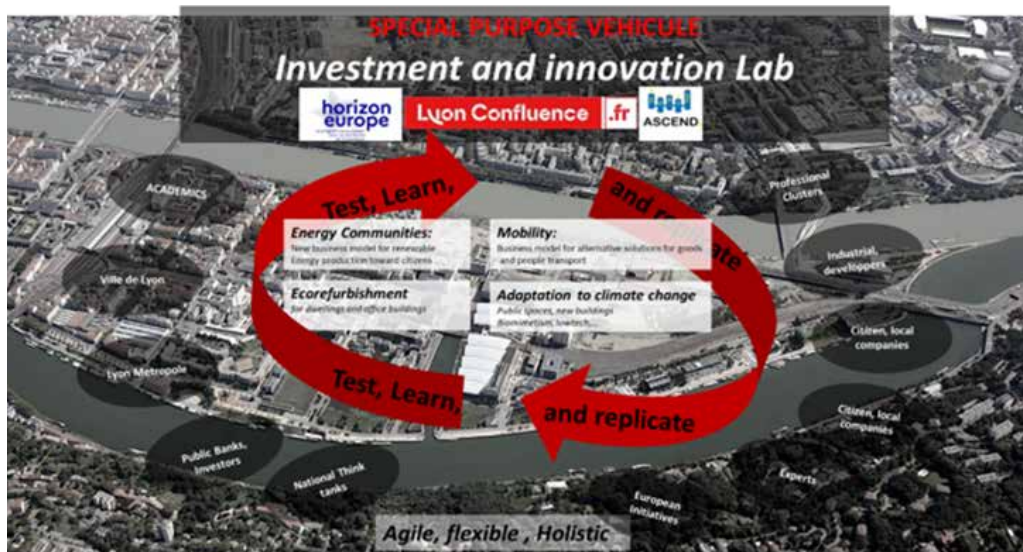 SPECIAL PURPOSE VEHICULE
Investment and innovation Lab
horizon
europe
Lyon Confluence .fr
ASCEND
ACADEMICS
Ville de Lyon
Lyon Metropole
Public Banks,
Investors
National Think
tanks
Test, Learn,
and re
ate
Energy Communities:
New business model for renewable
Energy production toward citizens
Mobility:
Business model for alternative solutions for goods
and people transport
Ecorefurbishment
for dwellings and office buildings
Adaptation to climate change
Public spaces, new buildings
Biomimetism, lowtech,...
Test, Learn,
and replicate
Professional
Clusters
Industrial,
developpers
Citizen, local
companies
Citizen, local
companies
Experts
European
Initiatives
Agile, flexible , Holistic